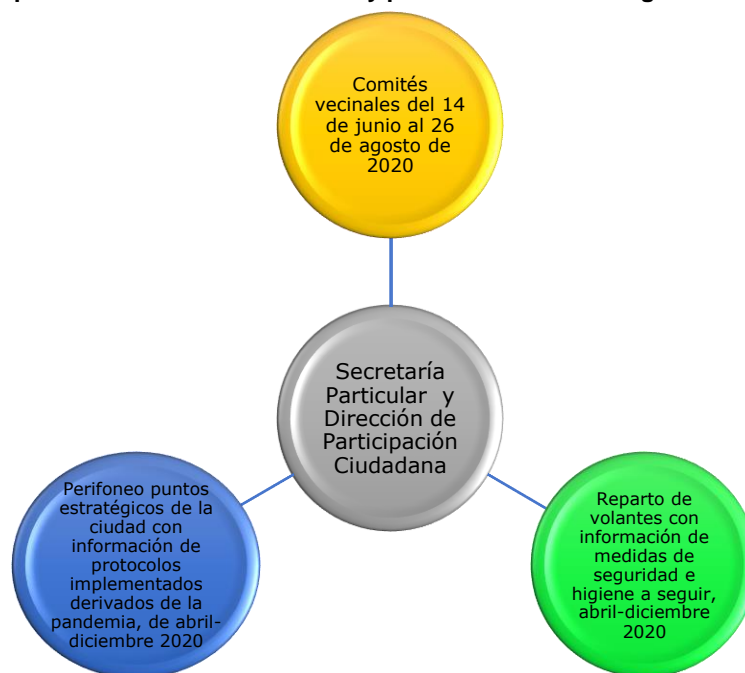 Comités
vecinales del 14
de junio al 26
de agosto de
2020
Secretaría
Particular y
Dirección de
Participación
Ciudadana
Perifoneo puntos
estratégicos de la
ciudad con
información de
protocolos
implementados
derivados de la
pandemia, de abril-
diciembre 2020
Reparto de
volantes con
información de
medidas de
seguridad e
higiene a seguir,
abril-diciembre
2020